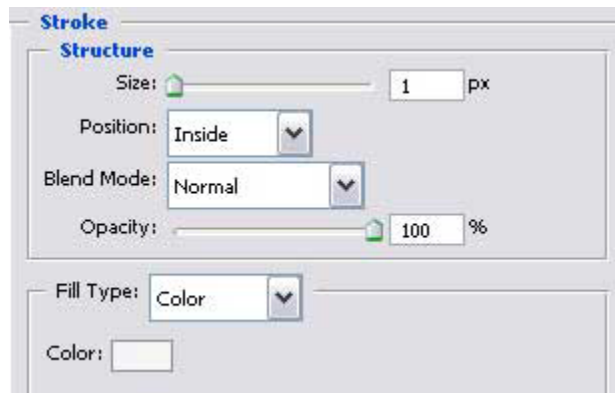 Stroke
Structure
Size: 1 px
Position: Inside
Blend Mode: Normal
Opacity: 100 %
Fill Type: Color
Color: